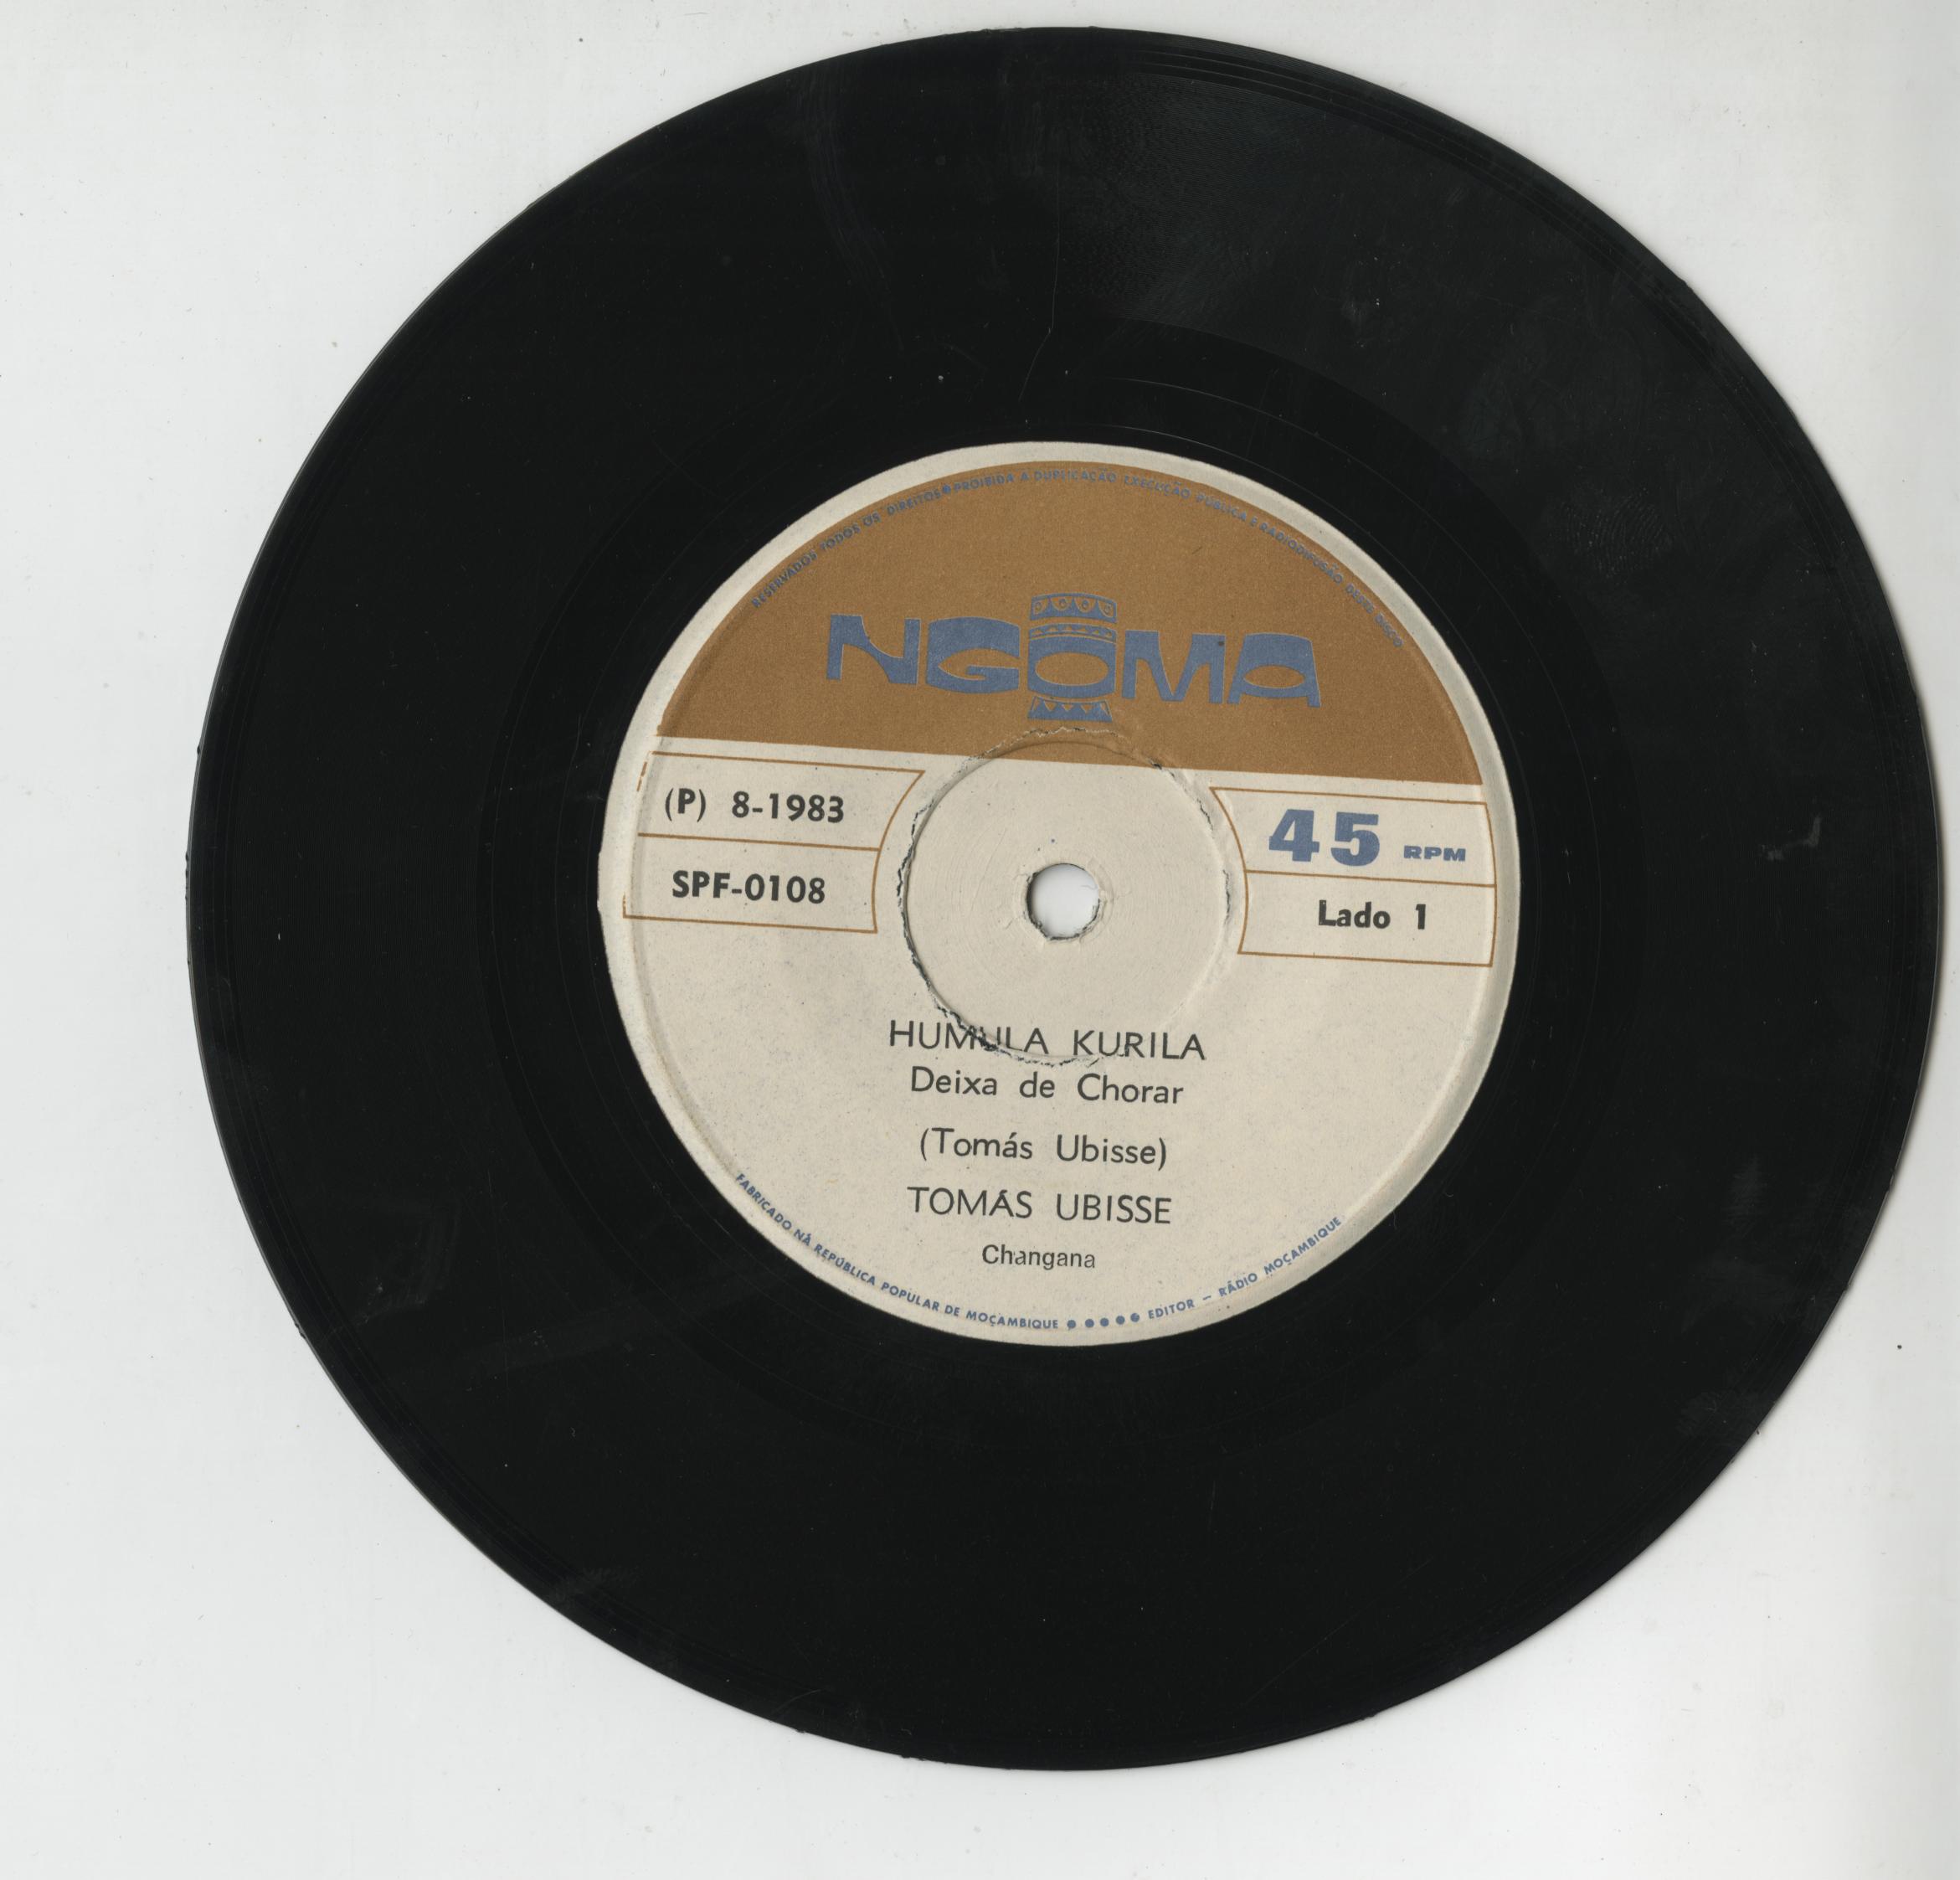 RESERVADOS TODOS OS DIREITOS • PROIBIDA A DUPLICAÇÃO EXECUÇÃO PÚBLICA E RADIODIFUSÃO DESTE DISCO
NGOMA
(P) 8-1983
SPF-0108
45 RPM
Lado 1
HUMULA KURILA
Deixa de Chorar
(Tomás Ubisse)
TOMÁS UBISSE
Changana
FABRICADO NA REPÚBLICA POPULAR DE MOÇAMBIQUE ••••• EDITOR — RÁDIO MOÇAMBIQUE